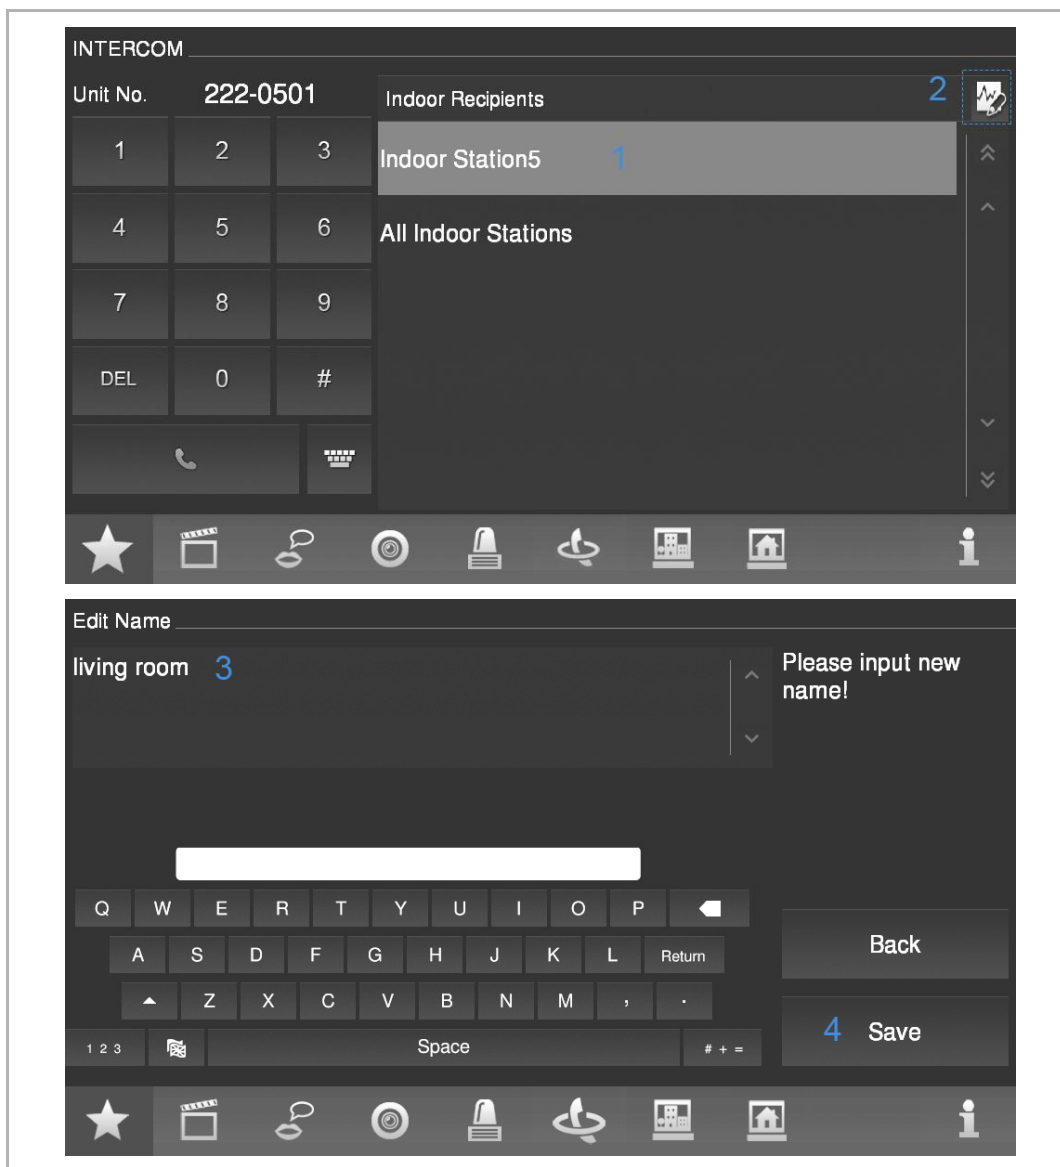 INTERCOM
Unit No. 222-0501
Indoor Recipients 2
1 2 3
Indoor Station5 1
4 5 6
All Indoor Stations
7 8 9
DEL 0 #
Edit Name
living room 3
Please input new
name!
Q W E R T Y U I O P
A S D F G H J K L Return
Back
Z X C V B N M , .
4 Save
1 2 3 Space # + =